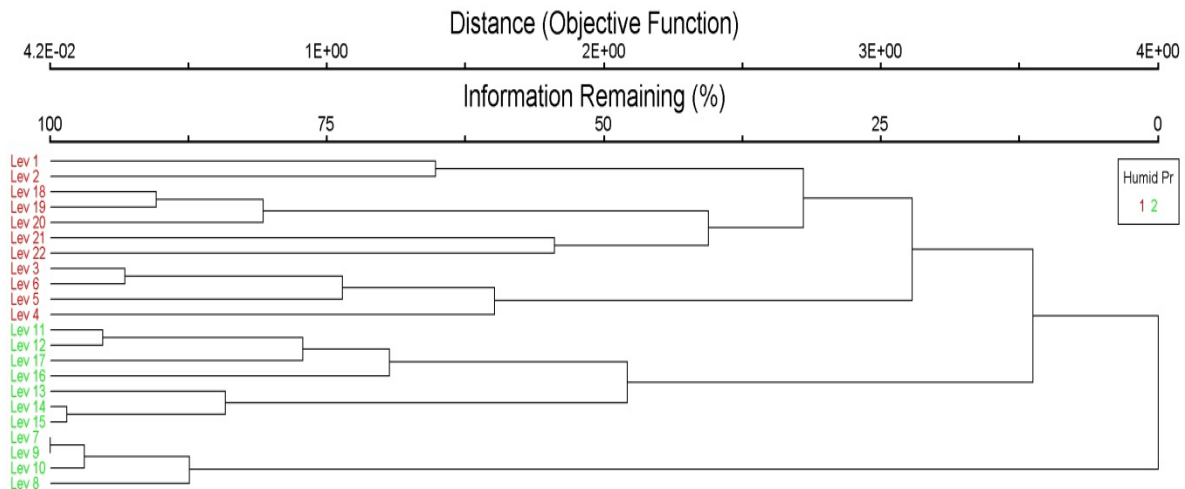 Distance (Objective Function)
4.2E-02 1E+00 2E+00 3E+00 4E+00
Information Remaining (%)
100 75 50 25 0
Lev 1
Lev 2
Lev 18
Lev 19
Lev 20
Lev 21
Lev 22
Lev 3
Lev 6
Lev 5
Lev 4
Lev 11
Lev 12
Lev 17
Lev 16
Lev 13
Lev 14
Lev 15
Lev 7
Lev 9
Lev 10
Lev 8
Humid Pr
1 2